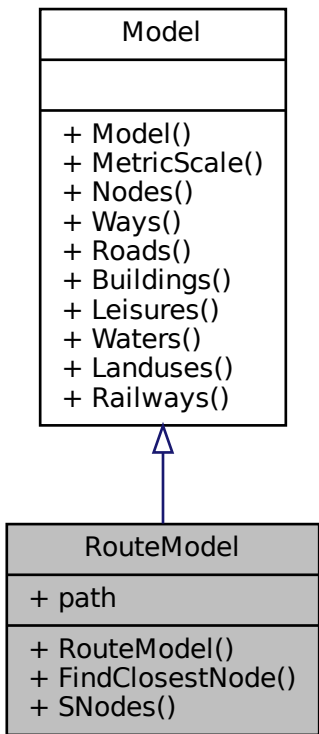 Model
+ Model()
+ MetricScale()
+ Nodes()
+ Ways()
+ Roads()
+ Buildings()
+ Leisures()
+ Waters()
+ Landuses()
+ Railways()
RouteModel
+ path
+ RouteModel()
+ FindClosestNode()
+ SNodes()